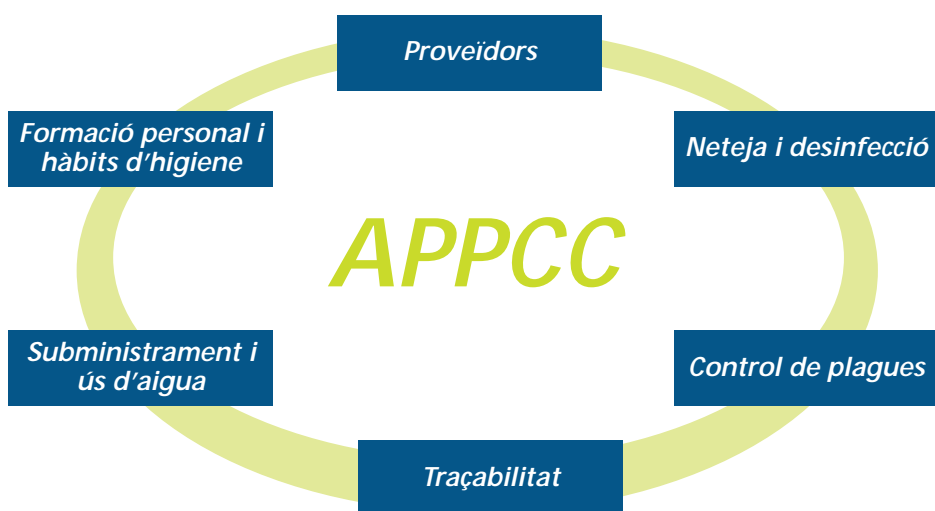 Proveïdors
Formació personal i
hàbits d'higiene
Neteja i desinfecció
APPCC
Subministrament i
ús d'aigua
Control de plagues
Traçabilitat